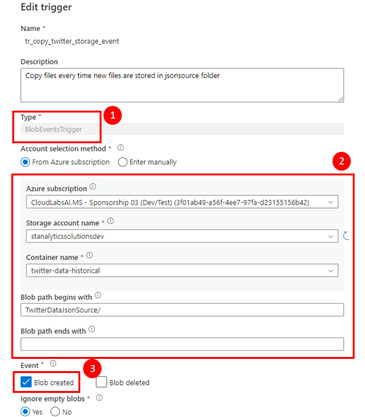 Edit trigger
Name *
tr_copy_twitter_storage_event
Description
Copy files every time new files are stored in jsonsource folder
1
Type *
BlobEventsTrigger
Account selection method *
From Azure subscription Enter manually
2
Azure subscription
CloudLabsAI.MS - Sponsorship 03 (Dev/Test) (3f01ab49-a56f-4ee7-97fa-d23155156b42)
Storage account name *
stanalyticssolutionsdev
Container name *
twitter-data-historical
Blob path begins with
TwitterDataJsonSource/
Blob path ends with
Event *
3
Blob created Blob deleted
Ignore empty blobs *
Yes No